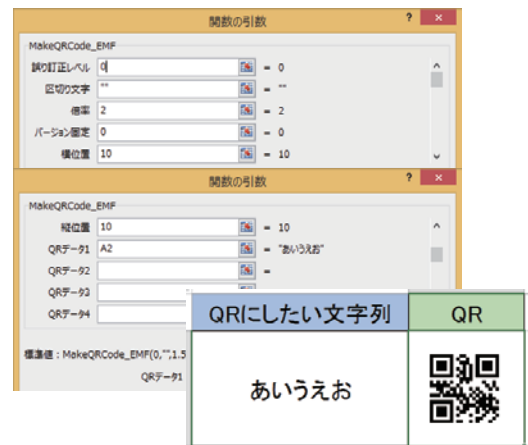 関数の引数 ? ×
MakeQRCode_EMF
誤り訂正レベル 0 = 0
区切り文字 "" = ""
倍率 2 = 2
バージョン固定 0 = 0
横位置 10 = 10
関数の引数 ? ×
MakeQRCode_EMF
縦位置 10 = 10
QRデータ1 A2 = "あいうえお"
QRデータ2 =
QRデータ3
QRデータ4
標準値 : MakeQRCode_EMF(0,"",1.5
QRデータ1
QRにしたい文字列 QR
あいうえお